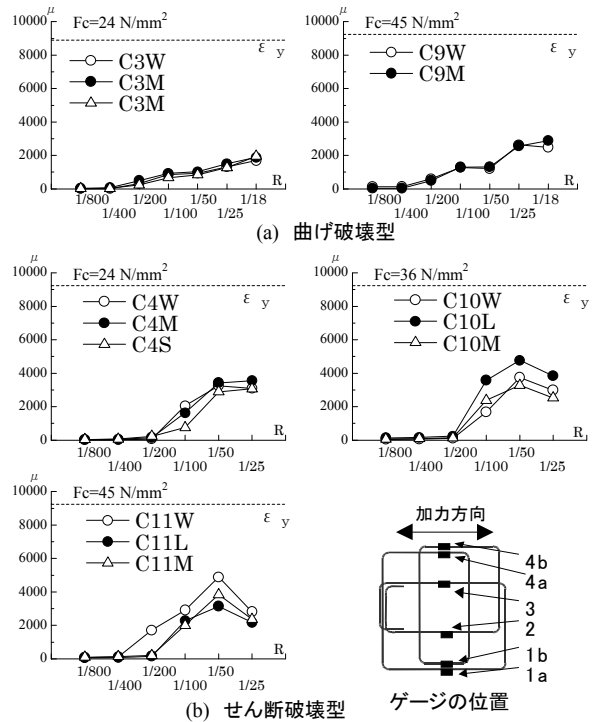 μ Fc=24 N/mm²
10000
8000
6000
4000
2000
0
ε y
C3W
C3M
C3M
R
1/800 1/200 1/50 1/18
1/400 1/100 1/25
μ Fc=45 N/mm²
10000
8000
6000
4000
2000
0
ε y
C9W
C9M
R
1/800 1/200 1/50 1/18
1/400 1/100 1/25
(a) 曲げ破壊型
μ Fc=24 N/mm²
10000
8000
6000
4000
2000
0
ε y
C4W
C4M
C4S
R
1/800 1/200 1/50
1/400 1/100 1/25
μ Fc=36 N/mm²
10000
8000
6000
4000
2000
0
ε y
C10W
C10L
C10M
R
1/800 1/200 1/50
1/400 1/100 1/25
μ Fc=45 N/mm²
10000
8000
6000
4000
2000
0
ε y
C11W
C11L
C11M
R
1/800 1/200 1/50
1/400 1/100 1/25
加力方向
4b
4a
3
2
1b
1a
ゲージの位置
(b) せん断破壊型